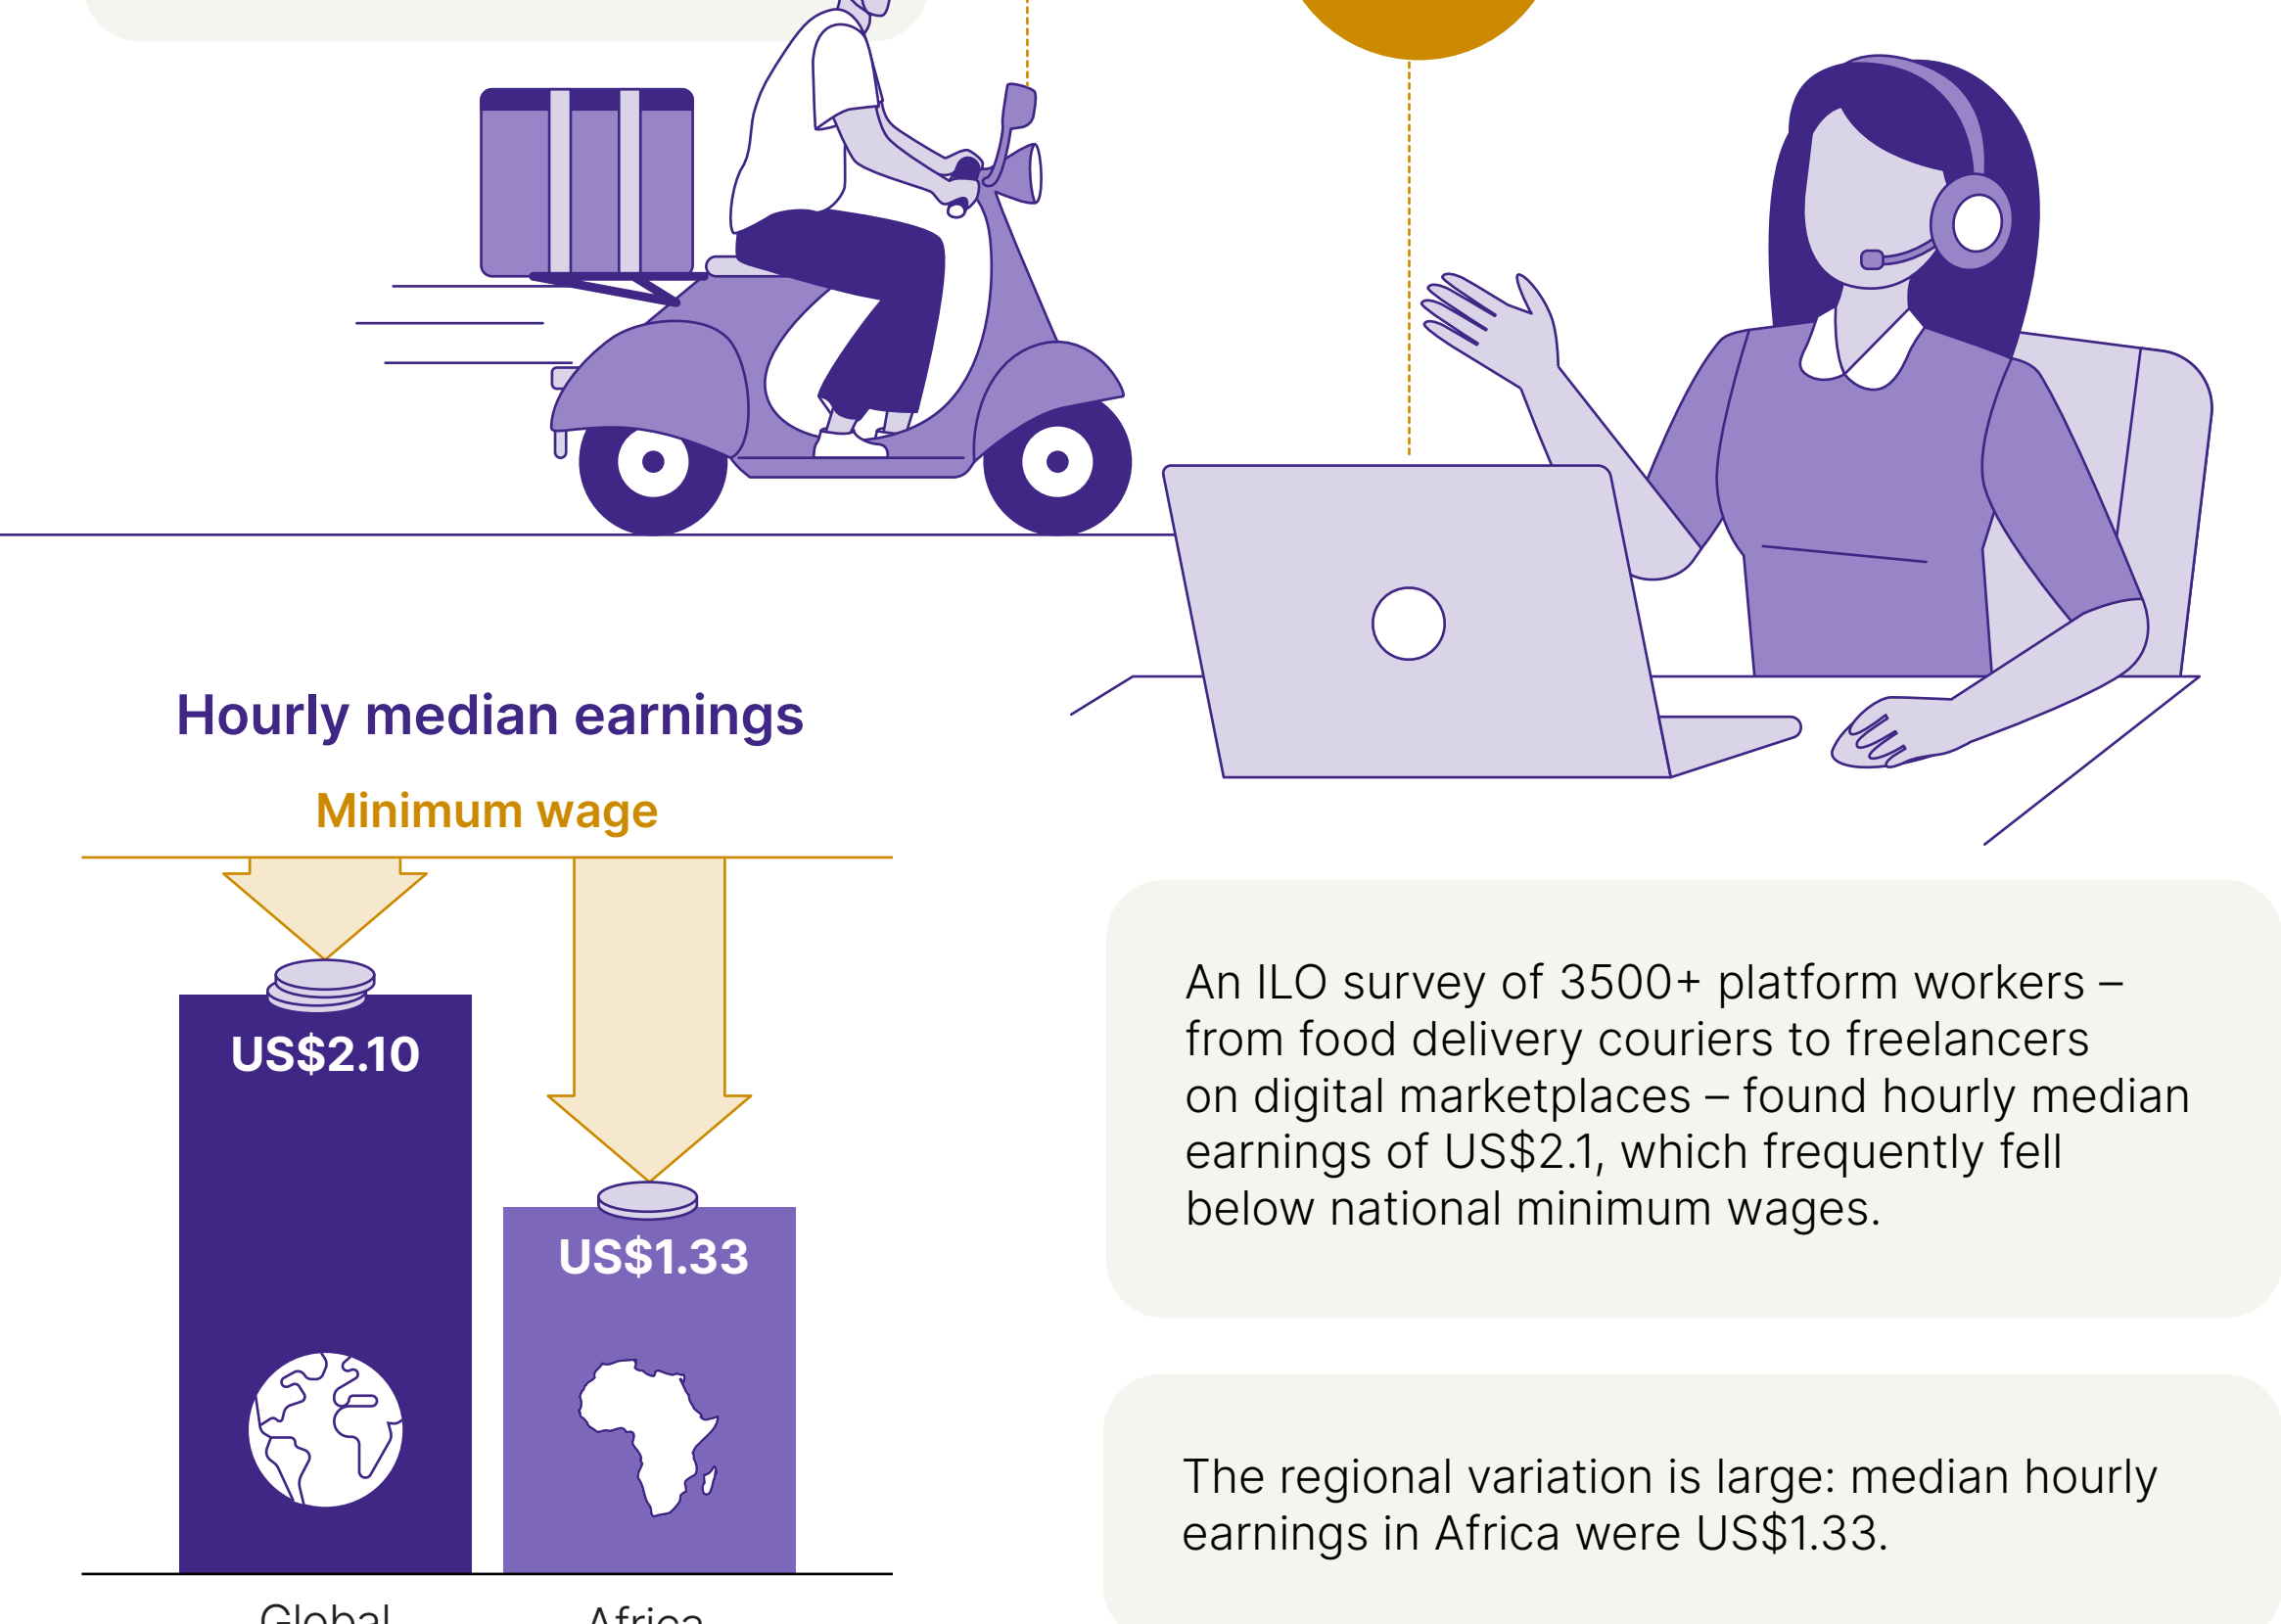 Hourly median earnings
Minimum wage
US$2.10
US$1.33
Global
Africa
An ILO survey of 3500+ platform workers –
from food delivery couriers to freelancers
on digital marketplaces – found hourly median
earnings of US$2.1, which frequently fell
below national minimum wages.
The regional variation is large: median hourly
earnings in Africa were US$1.33.